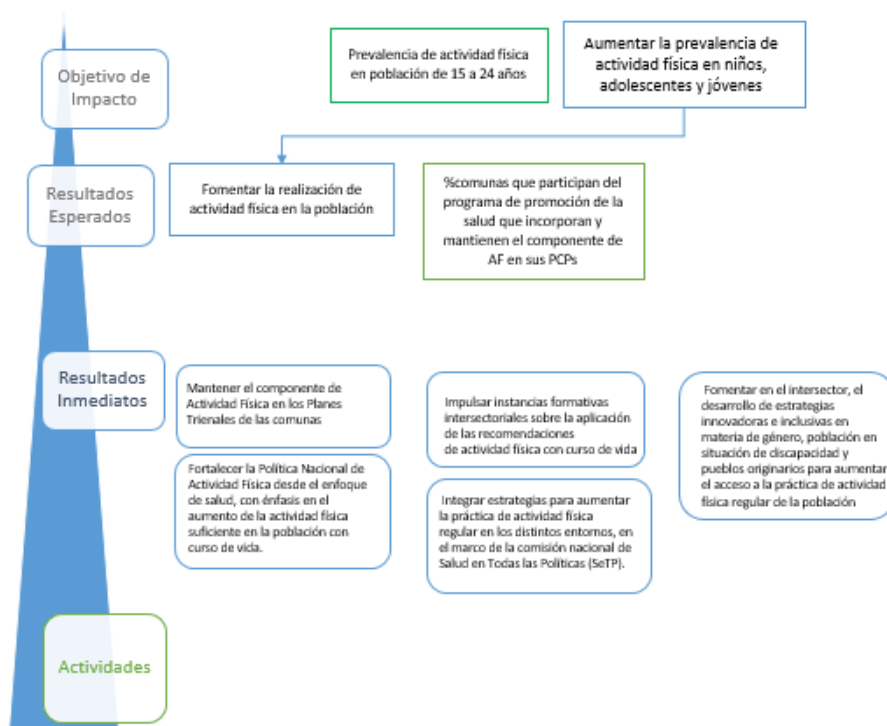 Objetivo de
Impacto
Prevalencia de actividad física
en población de 15 a 24 años
Aumentar la prevalencia de
actividad física en niños,
adolescentes y jóvenes
Resultados
Esperados
Fomentar la realización de
actividad física en la población
%comunas que participan del
programa de promoción de la
salud que incorporan y
mantienen el componente de
AF en sus PCPs
Resultados
Inmediatos
Mantener el componente de
Actividad Física en los Planes
Trienales de las comunas
Impulsar instancias formativas
intersectoriales sobre la aplicación
de las recomendaciones
de actividad física con curso de vida
Fomentar en el intersector, el
desarrollo de estrategias
innovadoras e inclusivas en
materia de género, población en
situación de discapacidad y
pueblos originarios para aumentar
el acceso a la práctica de actividad
física regular de la población
Fortalecer la Política Nacional de
Actividad Física desde el enfoque
de salud, con énfasis en el
aumento de la actividad física
suficiente en la población con
curso de vida.
Integrar estrategias para aumentar
la práctica de actividad física
regular en los distintos entornos, en
el marco de la comisión nacional de
Salud en Todas las Políticas (SeTP).
Actividades